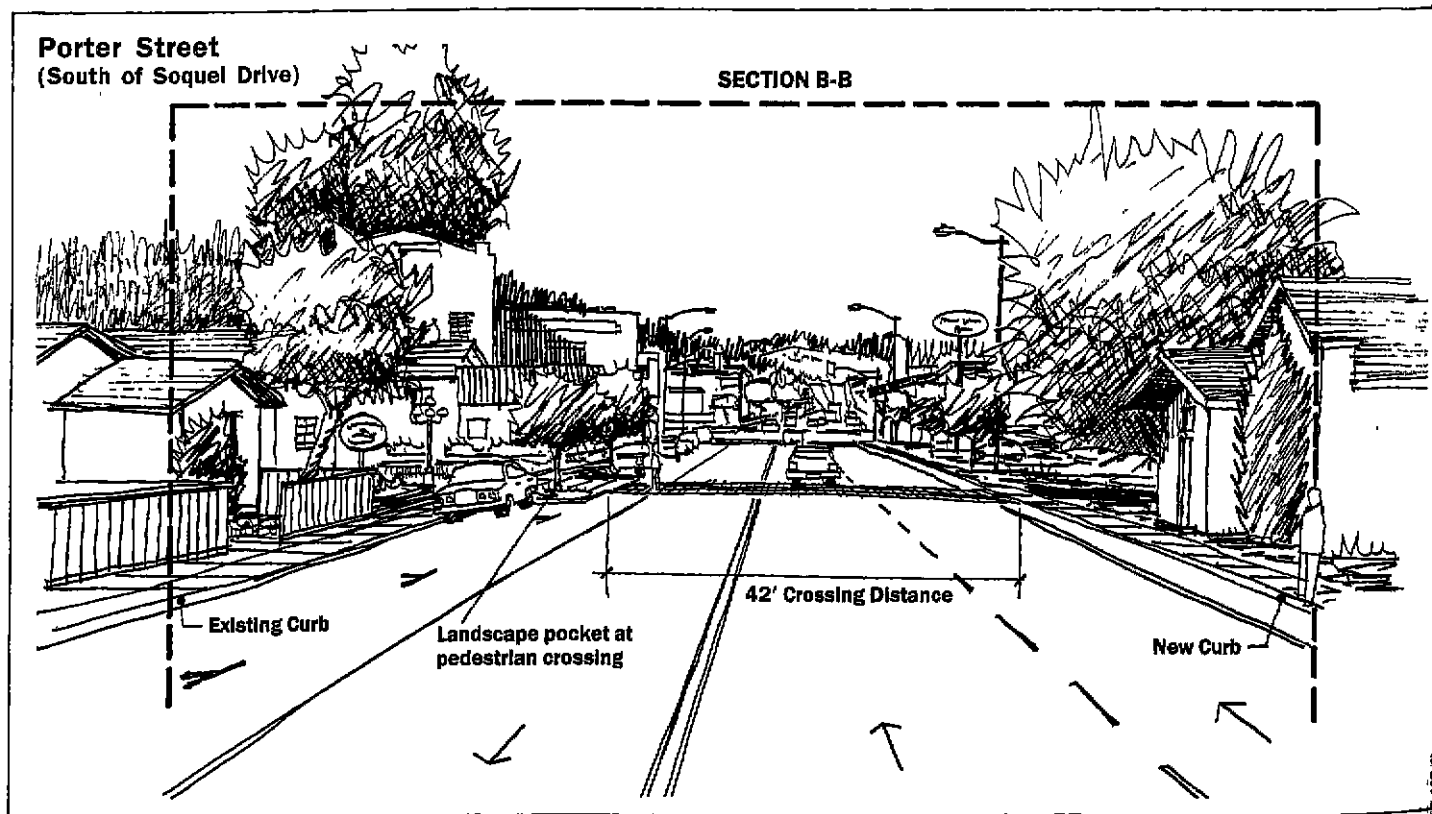 Porter Street
(South of Soquel Drive)
SECTION B-B
42' Crossing Distance
Existing Curb
Landscape pocket at
pedestrian crossing
New Curb